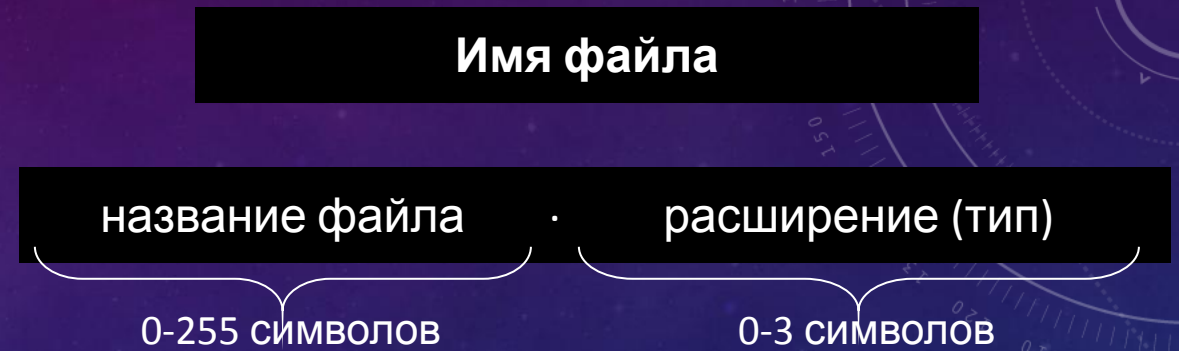 Имя файла
название файла . расширение (тип)
0-255 символов 0-3 символов